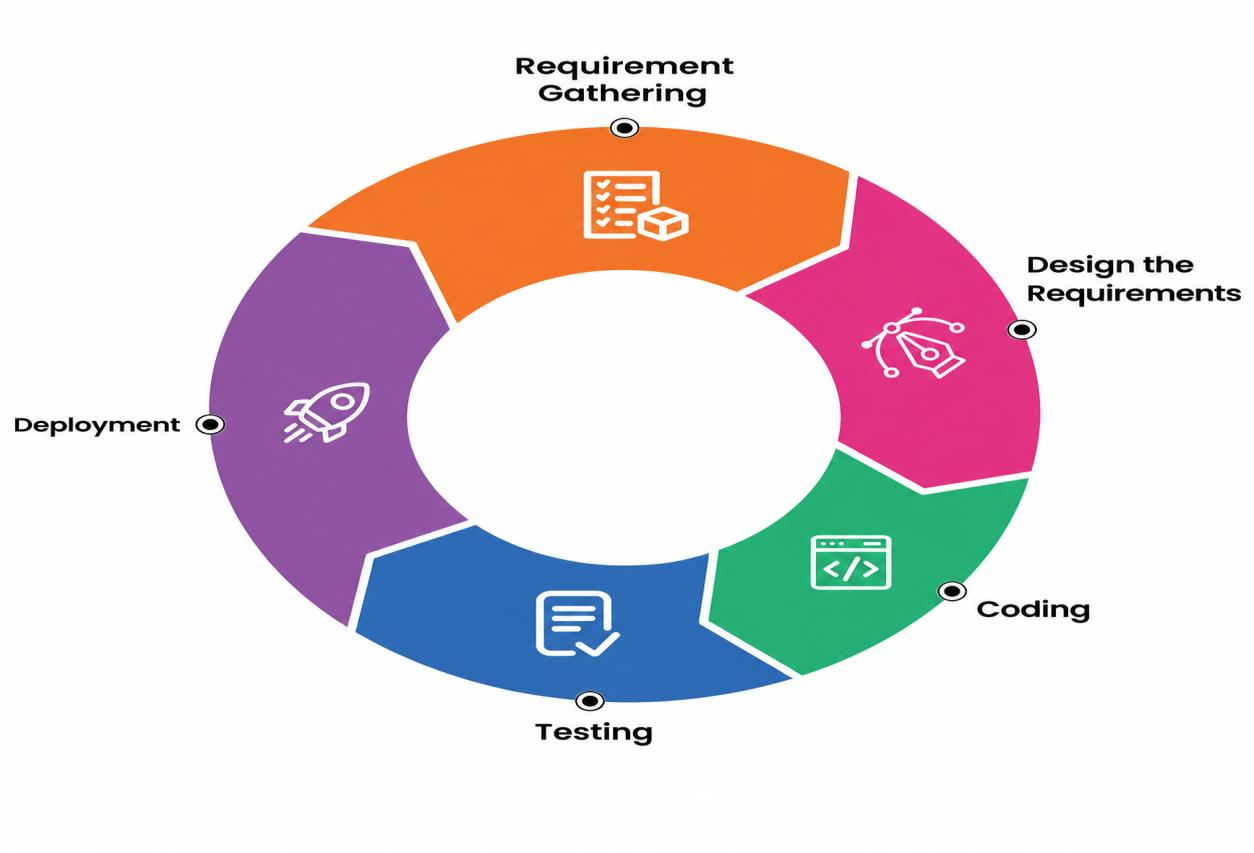 Requirement
Gathering
Design the
Requirements
Deployment
Coding
Testing